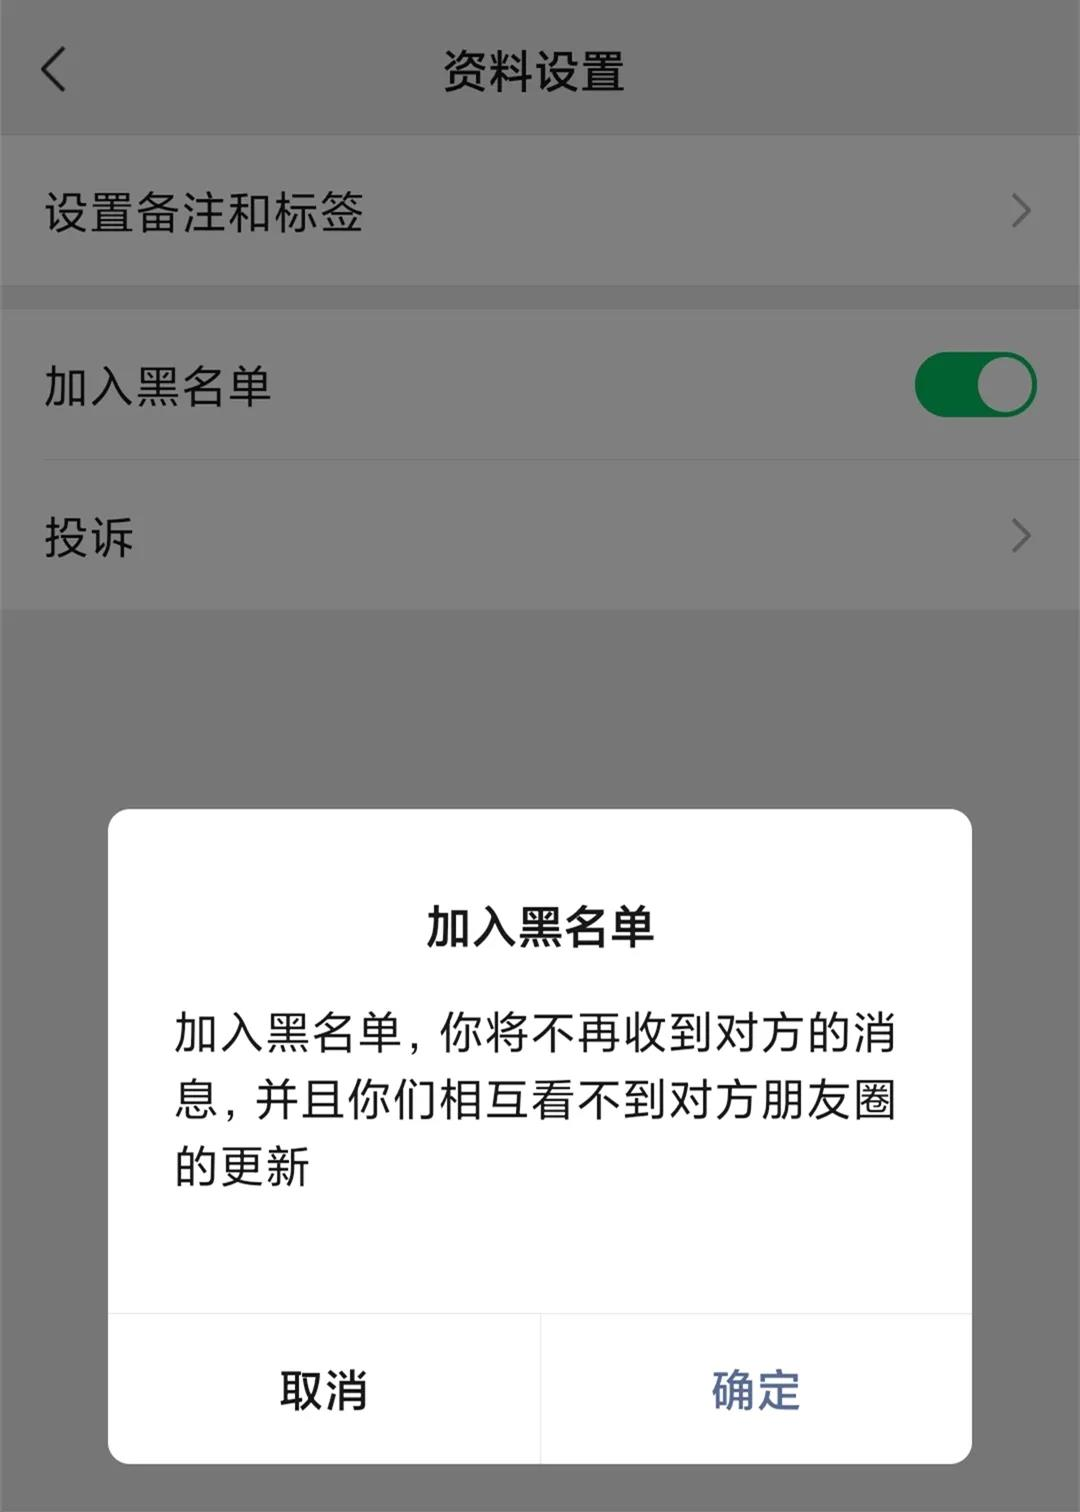 资料设置
设置备注和标签
加入黑名单
投诉
加入黑名单
加入黑名单，你将不再收到对方的消
息，并且你们相互看不到对方朋友圈
的更新
取消
确定